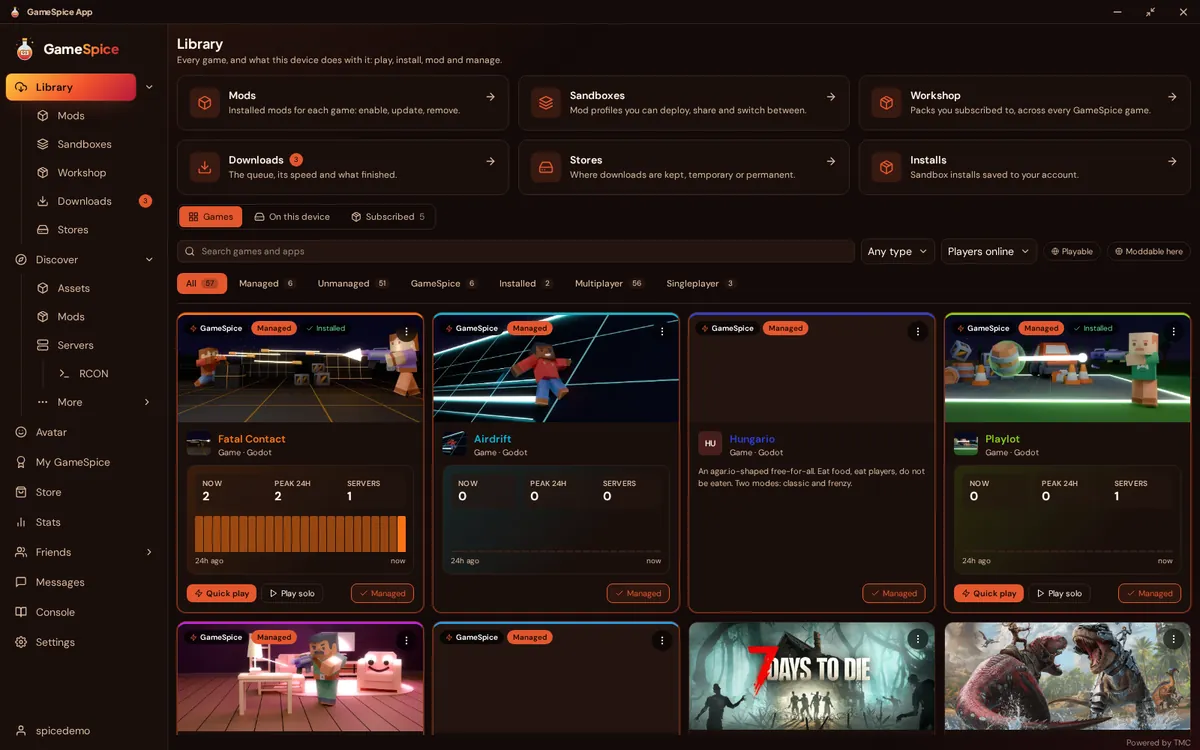 GameSpice App
GameSpice
Library
Mods
Sandboxes
Workshop
Downloads 3
Stores
Discover
Assets
Mods
Servers
RCON
More
Avatar
My GameSpice
Store
Stats
Friends
Messages
Console
Settings
spicedemo
Library
Every game, and what this device does with it: play, install, mod and manage.
Mods
Installed mods for each game: enable, update, remove.
Sandboxes
Mod profiles you can deploy, share and switch between.
Workshop
Packs you subscribed to, across every GameSpice game.
Downloads 3
The queue, its speed and what finished.
Stores
Where downloads are kept, temporary or permanent.
Installs
Sandbox installs saved to your account.
Games On this device Subscribed 5
Search games and apps
Any type Players online Playable Moddable here
All 57 Managed 6 Unmanaged 51 GameSpice 6 Installed 2 Multiplayer 56 Singleplayer 3
GameSpice Managed Installed
Fatal Contact
Game · Godot
NOW PEAK 24H SERVERS
2 2 1
24h ago now
Quick play Play solo Managed
GameSpice Managed
Airdrift
Game · Godot
NOW PEAK 24H SERVERS
0 0 0
24h ago now
Managed
GameSpice Managed
HU
Hungario
Game · Godot
An agar.io-shaped free-for-all. Eat food, eat players, do not
be eaten. Two modes: classic and frenzy.
Managed
GameSpice Managed Installed
Playlot
Game · Godot
NOW PEAK 24H SERVERS
0 0 1
24h ago now
Quick play Play solo Managed
GameSpice Managed
GameSpice Managed
7 DAYS TO DIE
Powered by TMC